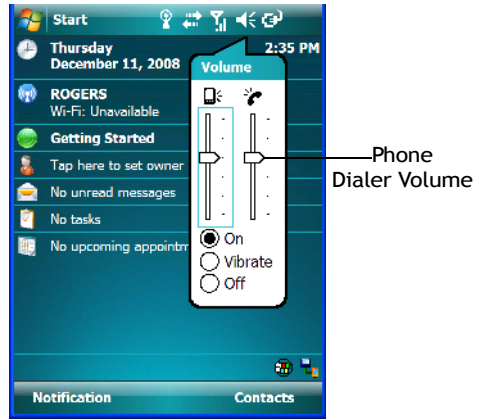 Start
Thursday
December 11, 2008
2:35 PM
Volume
ROGERS
Wi-Fi: Unavailable
Getting Started
Tap here to set owner
No unread messages
No tasks
No upcoming
On
Vibrate
Off
Phone
Dialer Volume
Notification
Contacts